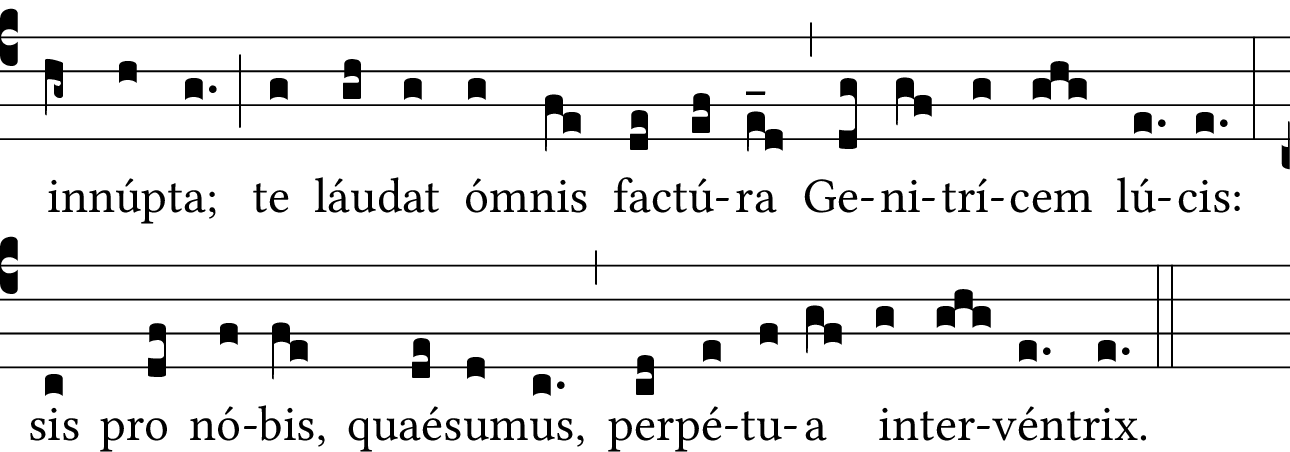 innúpta; te láudat ómnis factú-ra Ge-ni-trí-cem lú-cis:
sis pro nó-bis, quaésumus, perpé-tu-a inter-véntrix.